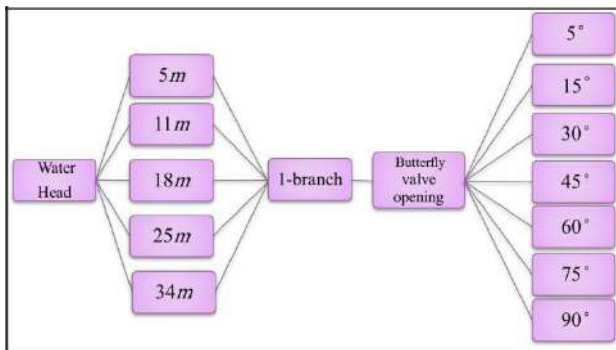 Water
Head
5m
11m
18m
25m
34m
1-branch
Butterfly
valve
opening
5°
15°
30°
45°
60°
75°
90°